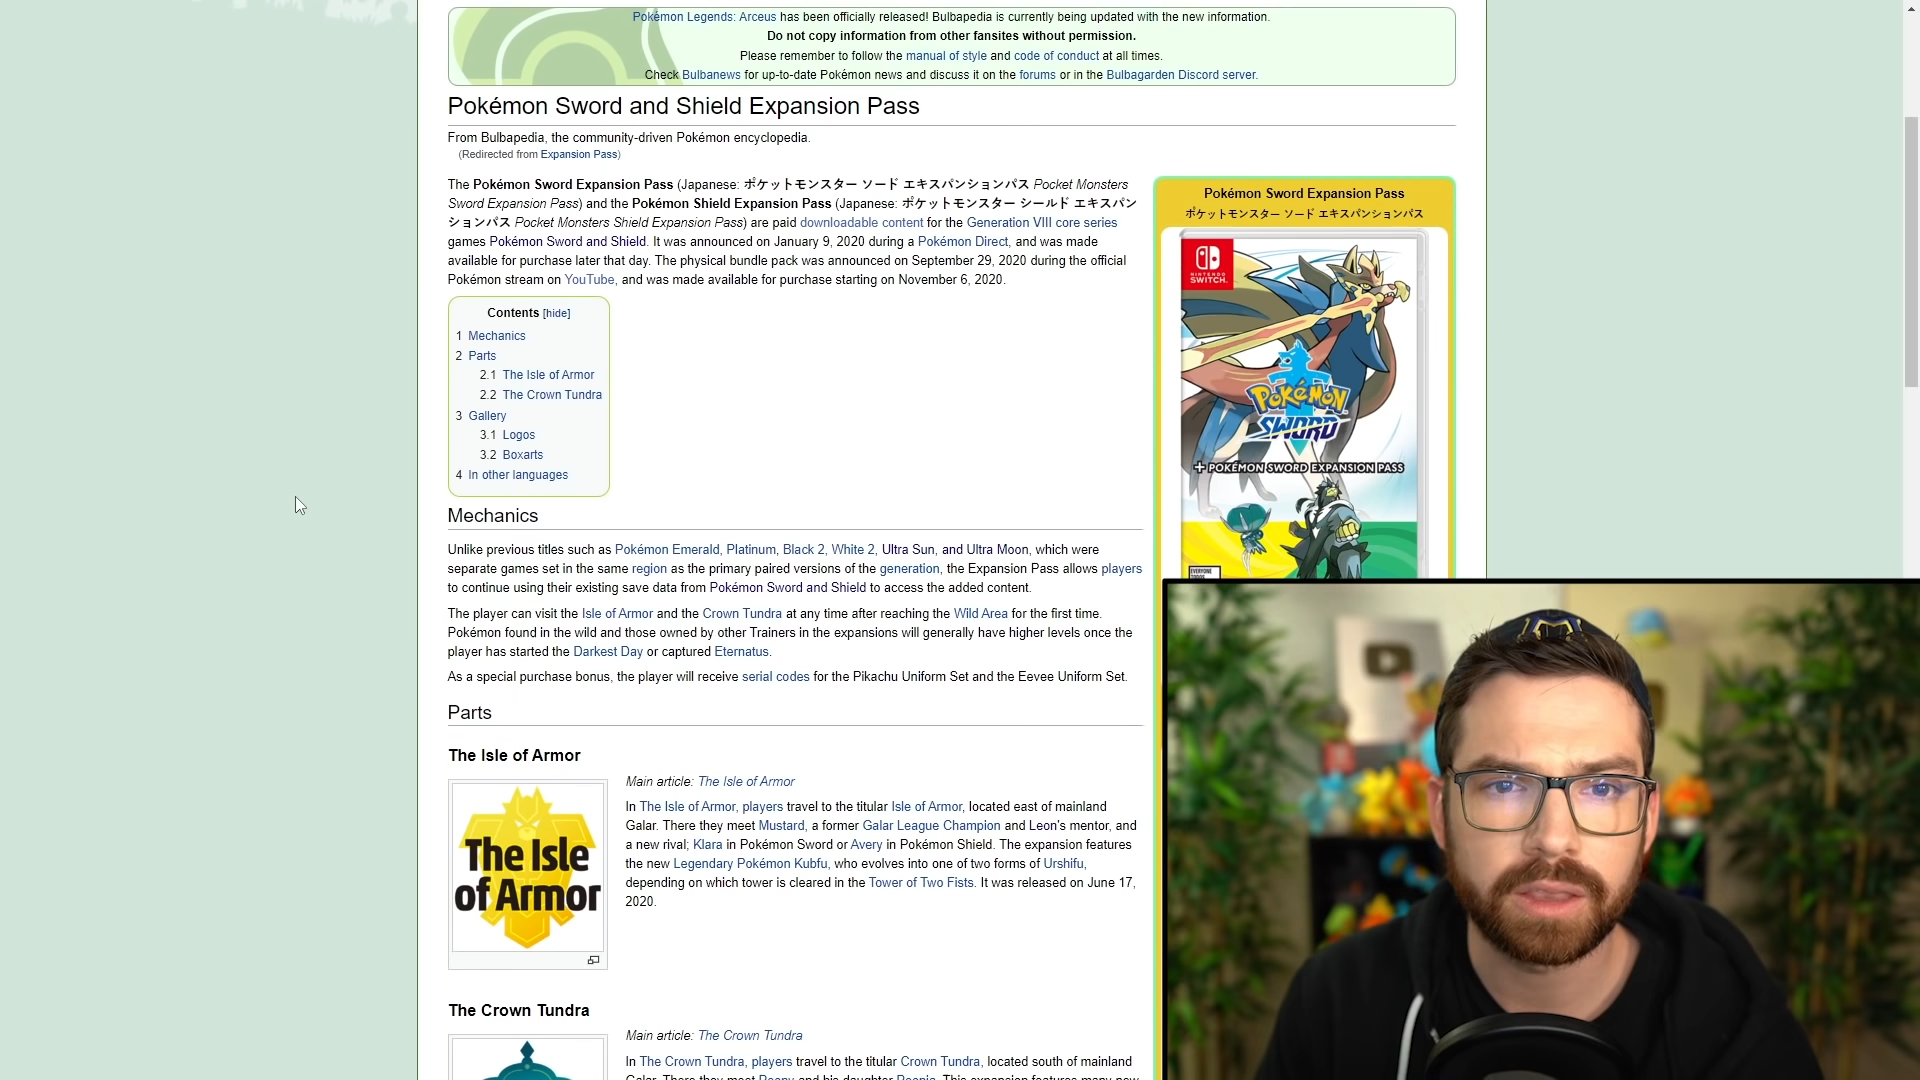 Pokémon Legends: Arceus has been officially released! Bulbapedia is currently being updated with the new information.
Do not copy information from other fansites without permission.
Please remember to follow the manual of style and code of conduct at all times.
Check Bulbanews for up-to-date Pokémon news and discuss it on the forums or in the Bulbagarden Discord server.
Pokémon Sword and Shield Expansion Pass
From Bulbapedia, the community-driven Pokémon encyclopedia.
(Redirected from Expansion Pass)
The Pokémon Sword Expansion Pass (Japanese: ポケットモンスター ソード エキスパンションパス Pocket Monsters
Sword Expansion Pass) and the Pokémon Shield Expansion Pass (Japanese: ポケットモンスター シールド エキスパン
ションパス Pocket Monsters Shield Expansion Pass) are paid downloadable content for the Generation VIII core series
games Pokémon Sword and Shield. It was announced on January 9, 2020 during a Pokémon Direct, and was made
available for purchase later that day. The physical bundle pack was announced on September 29, 2020 during the official
Pokémon stream on YouTube, and was made available for purchase starting on November 6, 2020.
Contents [hide]
1 Mechanics
2 Parts
2.1 The Isle of Armor
2.2 The Crown Tundra
3 Gallery
3.1 Logos
3.2 Boxarts
4 In other languages
Mechanics
Unlike previous titles such as Pokémon Emerald, Platinum, Black 2, White 2, Ultra Sun, and Ultra Moon, which were
separate games set in the same region as the primary paired versions of the generation, the Expansion Pass allows players
to continue using their existing save data from Pokémon Sword and Shield to access the added content.
The player can visit the Isle of Armor and the Crown Tundra at any time after reaching the Wild Area for the first time.
Pokémon found in the wild and those owned by other Trainers in the expansions will generally have higher levels once the
player has started the Darkest Day or captured Eternatus.
As a special purchase bonus, the player will receive serial codes for the Pikachu Uniform Set and the Eevee Uniform Set.
Parts
The Isle of Armor
The Isle
of Armor
Main article: The Isle of Armor
In The Isle of Armor, players travel to the titular Isle of Armor, located east of mainland
Galar. There they meet Mustard, a former Galar League Champion and Leon's mentor, and
a new rival; Klara in Pokémon Sword or Avery in Pokémon Shield. The expansion features
the new Legendary Pokémon Kubfu, who evolves into one of two forms of Urshifu,
depending on which tower is cleared in the Tower of Two Fists. It was released on June 17,
2020.
The Crown Tundra
Main article: The Crown Tundra
In The Crown Tundra, players travel to the titular Crown Tundra, located south of mainland
Pokémon Sword Expansion Pass
ポケットモンスター ソード エキスパンションパス
NINTENDO
SWITCH
POKÉMON
SWORD
+ POKÉMON SWORD EXPANSION PASS
EVERYONE